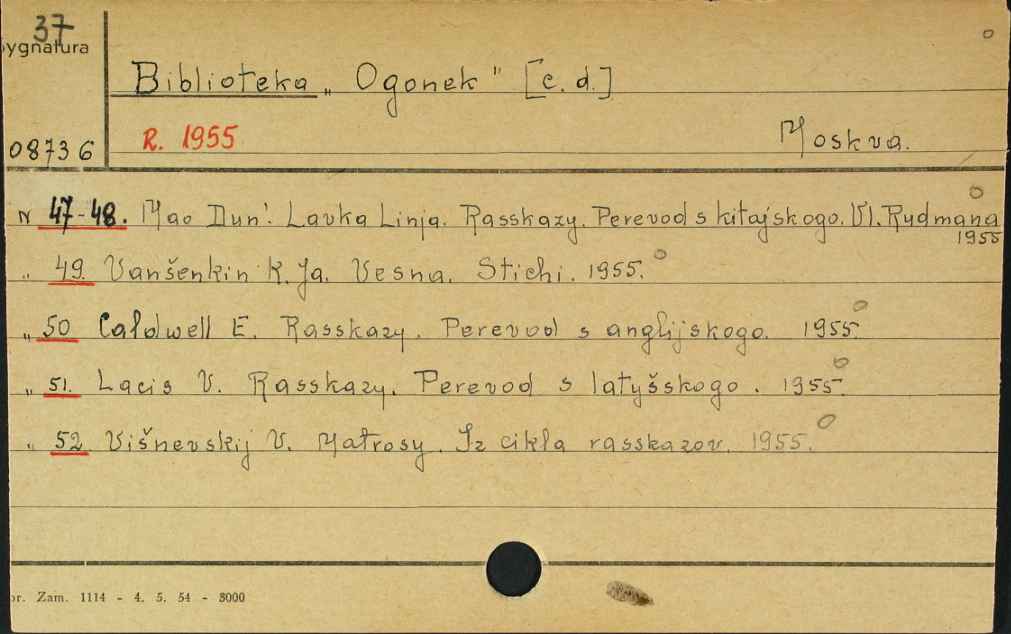 37
Sygnatura
Biblioteka „Ogonek" [c. d.]
08736
R. 1955
Moskva.
N 47-48. Mao Dun'. Lavka Linja. Rasskazy. Perevod s kitajskogo. Vl. Rudmana
1955
„ 49. Vanšenkin K. Ja. Vesna. Stichi. 1955.
„ 50 Caldwell E. Rasskazy. Perevod s anglijskogo. 1955.
„ 51. Lacis V. Rasskazy. Perevod s latyšskogo. 1955.
„ 52 Višnevskij V. Matrosy. Iz cikla rasskazov. 1955.
or. Zam. 1114 - 4. 5. 54 - 8000